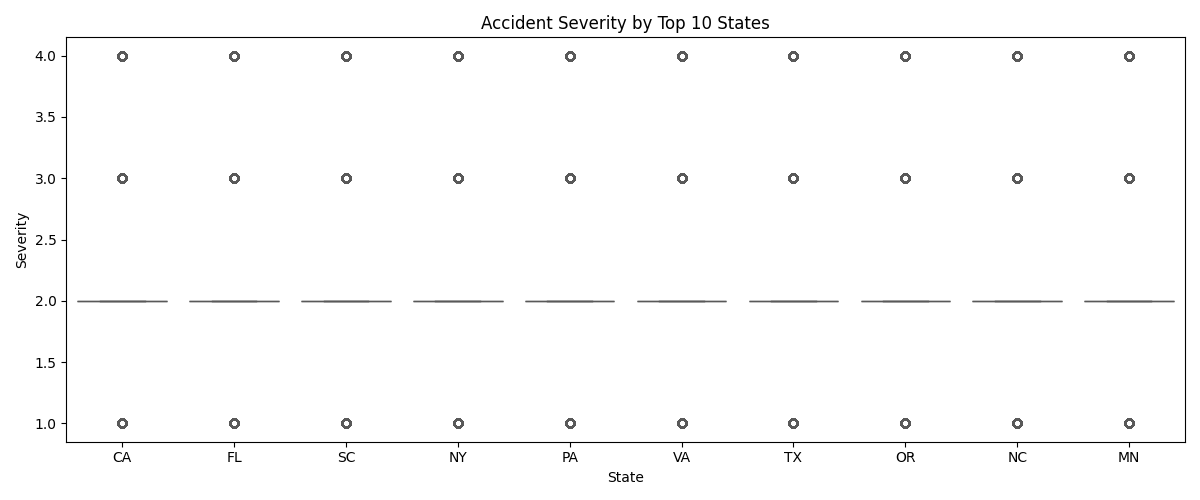 Accident Severity by Top 10 States
4.0
3.5
3.0
2.5
2.0
1.5
1.0
Severity
CA FL SC NY PA VA TX OR NC MN
State